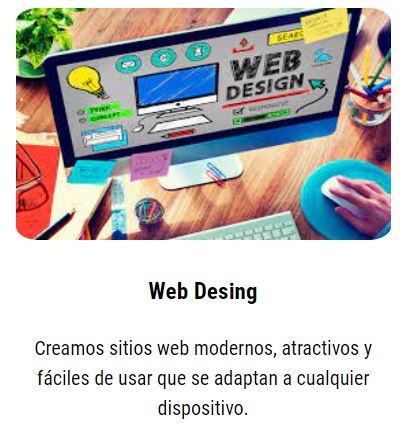 SEARC
WEB
DESIGN
THINK
CONCEPT
RESPONSIVE
Web Desing
Creamos sitios web modernos, atractivos y
fáciles de usar que se adaptan a cualquier
dispositivo.